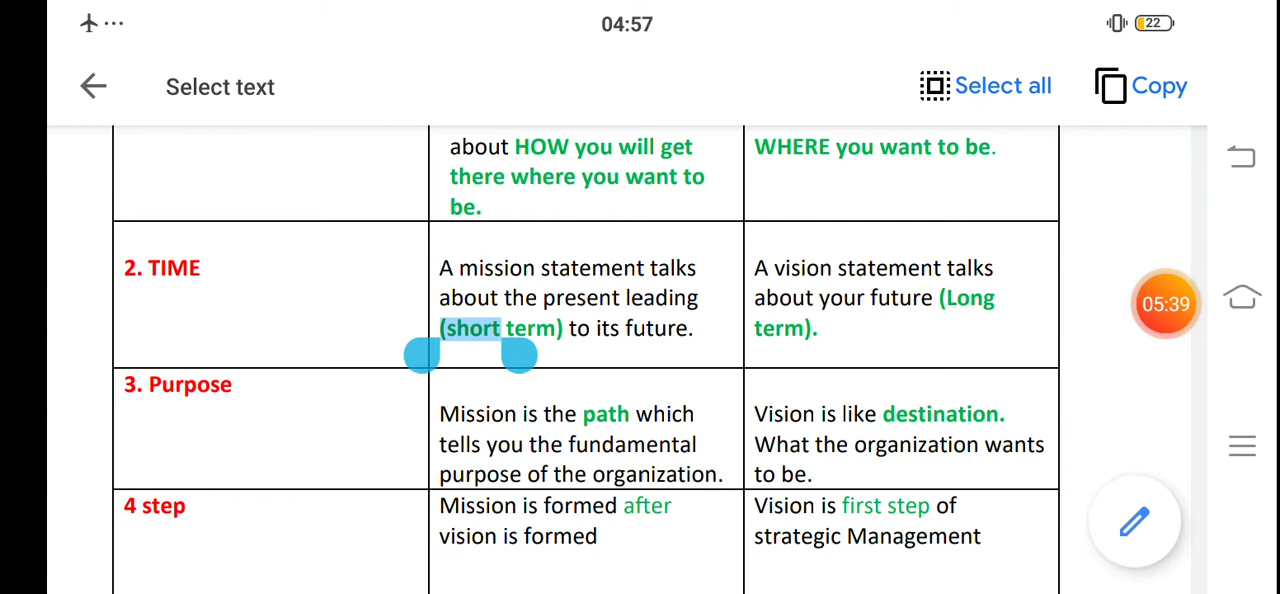 04:57
22
Select text
Select all
Copy
about HOW you will get
there where you want to
be.
WHERE you want to be.
2. TIME
A mission statement talks
about the present leading
(short term) to its future.
A vision statement talks
about your future (Long
term).
05:39
3. Purpose
Mission is the path which
tells you the fundamental
purpose of the organization.
Vision is like destination.
What the organization wants
to be.
4 step
Mission is formed after
vision is formed
Vision is first step of
strategic Management